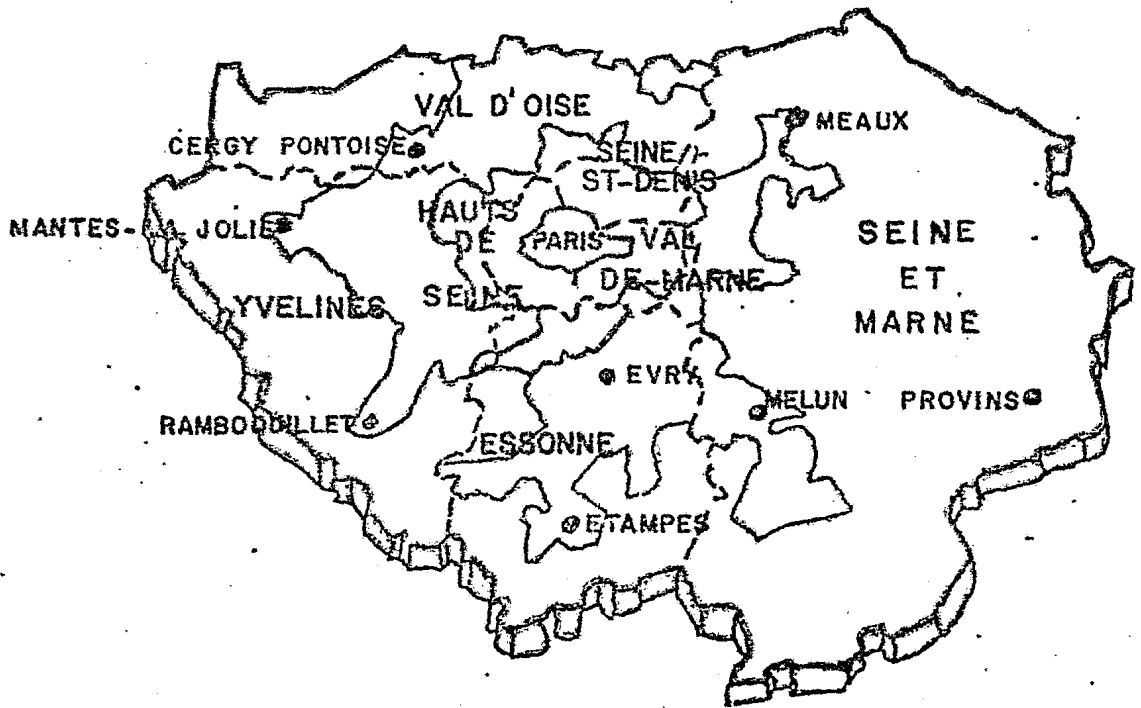 VAL D'OISE
CERGY PONTOISE
MEAUX
SEINE
ST-DENIS
MANTES-LA JOLIE
HAUTS
DE
SEINE
PARIS
VAL
DE-MARNE
SEINE
ET
MARNE
YVELINES
EVRY
MELUN
PROVINS
RAMBOUILLET
ESSONNE
ETAMPES